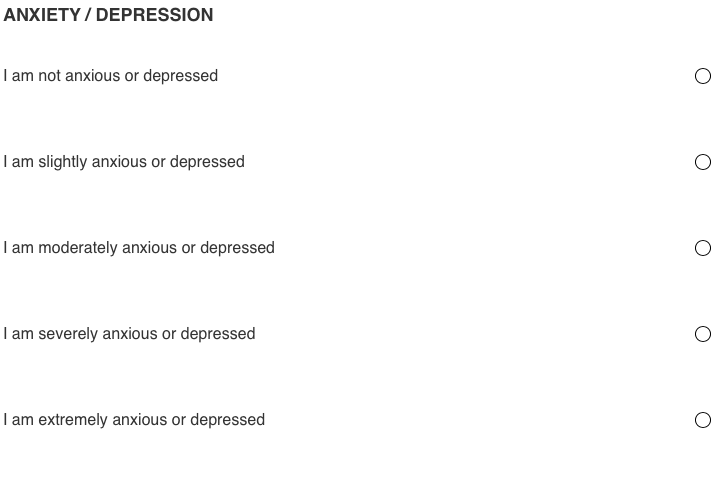 ANXIETY / DEPRESSION
I am not anxious or depressed
I am slightly anxious or depressed
I am moderately anxious or depressed
I am severely anxious or depressed
I am extremely anxious or depressed